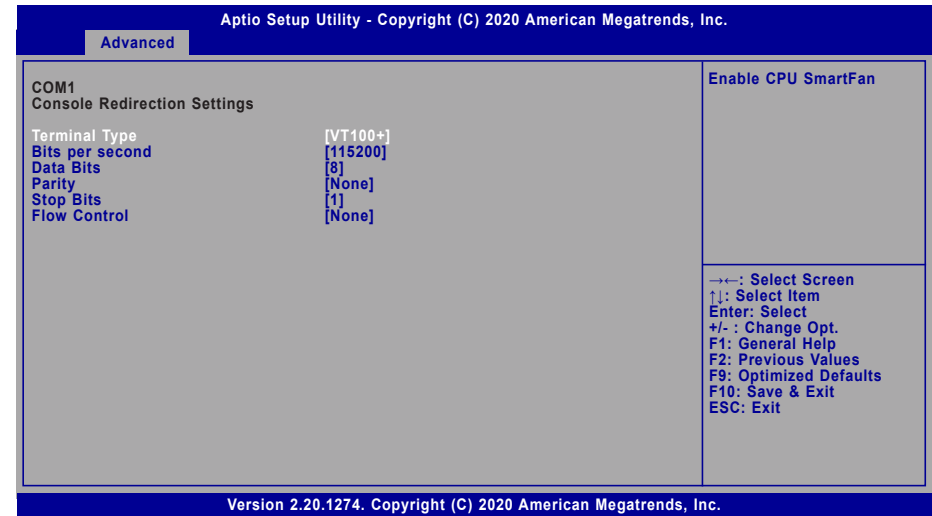 Aptio Setup Utility - Copyright (C) 2020 American Megatrends, Inc.
Advanced
COM1
Console Redirection Settings
Terminal Type [VT100+]
Bits per second [115200]
Data Bits [8]
Parity [None]
Stop Bits [1]
Flow Control [None]
Enable CPU SmartFan
→←: Select Screen
↑↓: Select Item
Enter: Select
+/- : Change Opt.
F1: General Help
F2: Previous Values
F9: Optimized Defaults
F10: Save & Exit
ESC: Exit
Version 2.20.1274. Copyright (C) 2020 American Megatrends, Inc.